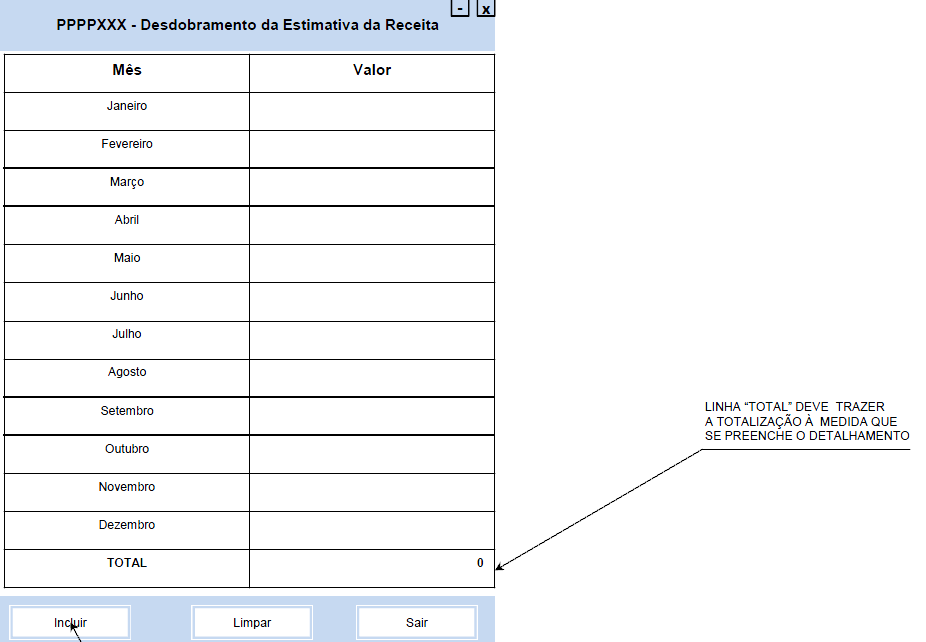 - x
PPPPXXX - Desdobramento da Estimativa da Receita
Mês Valor
Janeiro
Fevereiro
Março
Abril
Maio
Junho
Julho
Agosto
Setembro
Outubro
Novembro
Dezembro
TOTAL 0
LINHA “TOTAL” DEVE TRAZER
A TOTALIZAÇÃO À MEDIDA QUE
SE PREENCHE O DETALHAMENTO
Incluir Limpar Sair